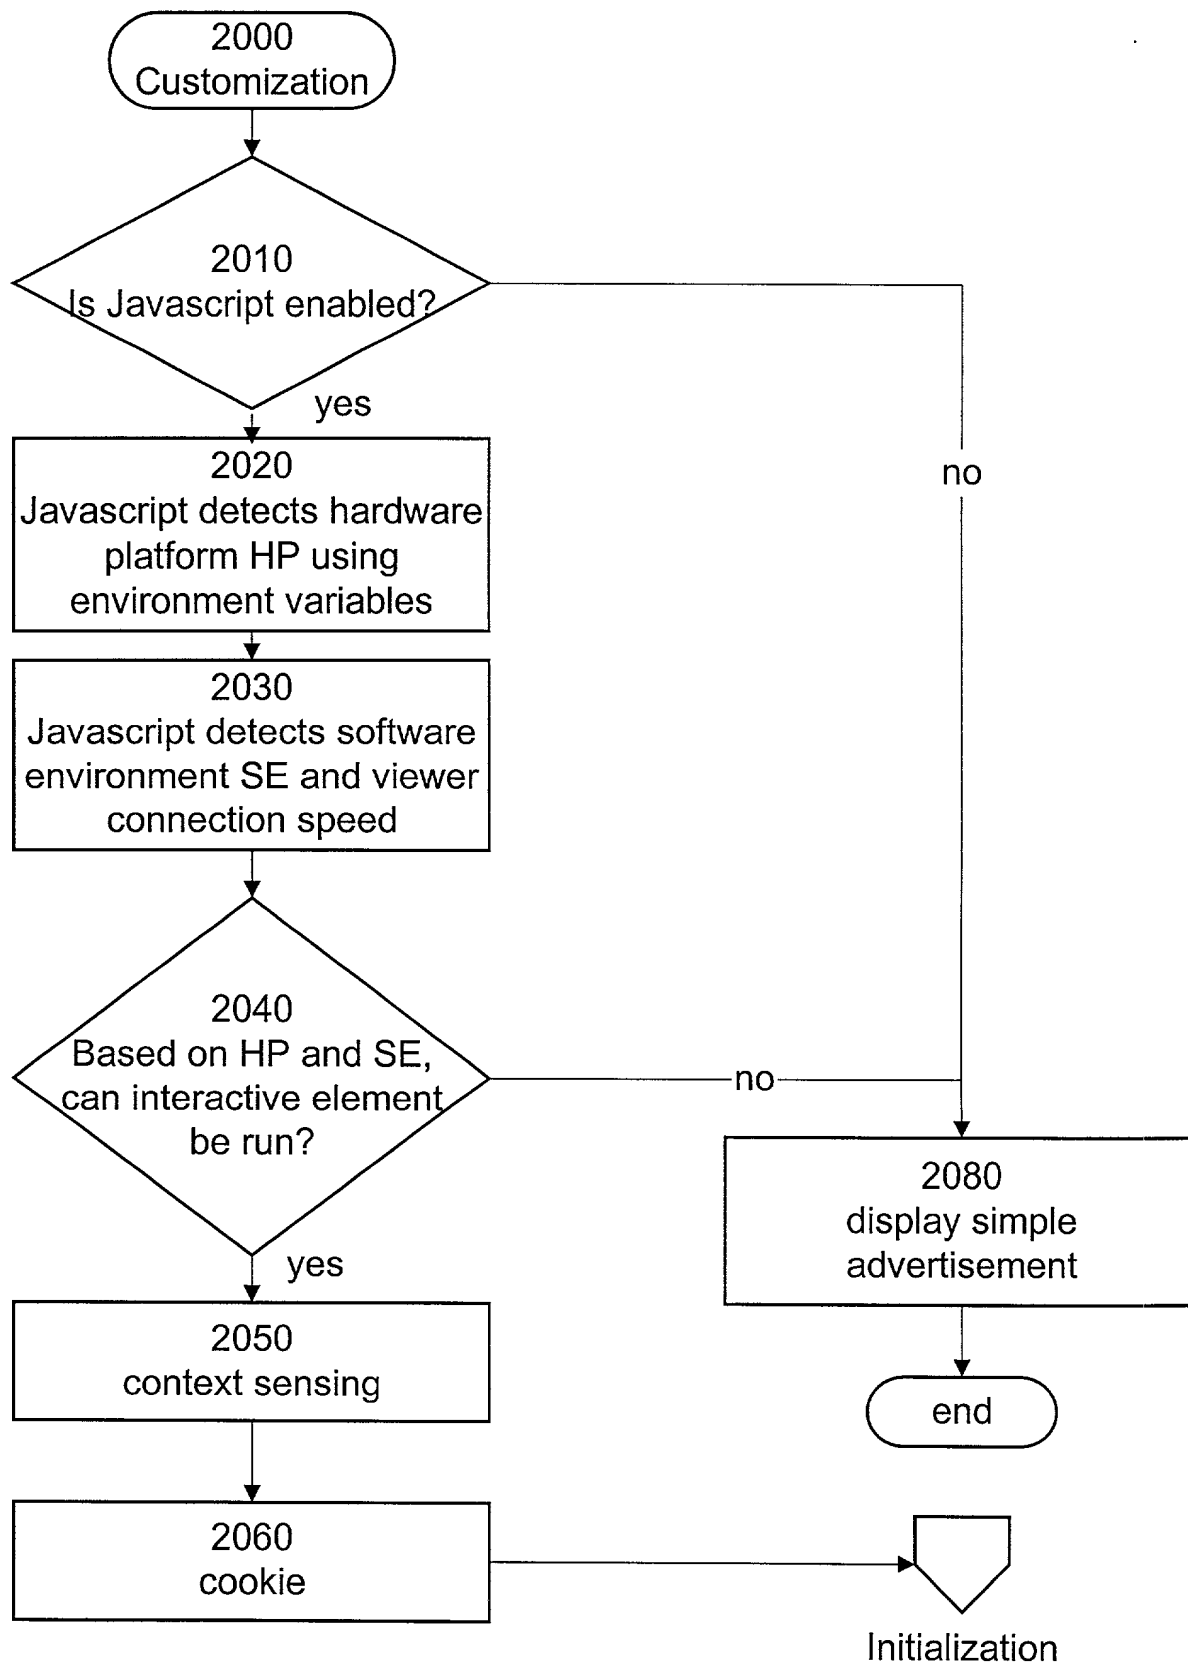 2000
Customization
2010
Is Javascript enabled?
yes
no
2020
Javascript detects hardware
platform HP using
environment variables
2030
Javascript detects software
environment SE and viewer
connection speed
2040
Based on HP and SE,
can interactive element
be run?
no
yes
2080
display simple
advertisement
2050
context sensing
end
2060
cookie
Initialization